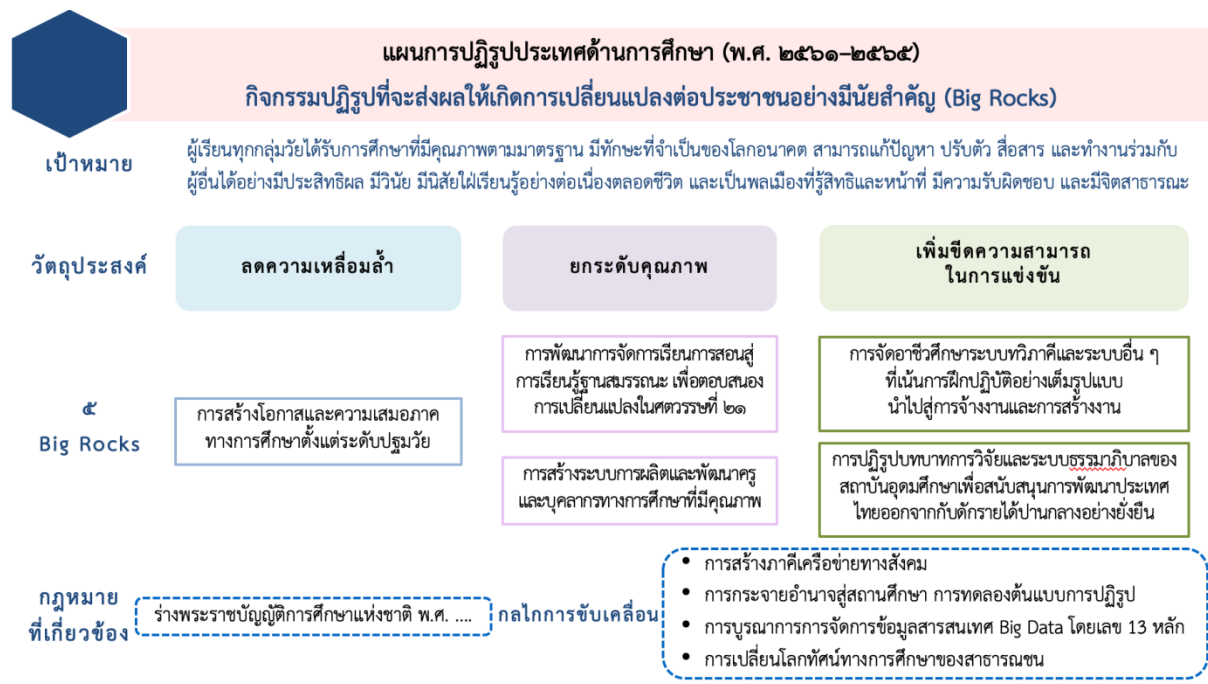 แผนการปฏิรูปประเทศด้านการศึกษา (พ.ศ. ๒๕๖๑–๒๕๖๕)
กิจกรรมปฏิรูปที่จะส่งผลให้เกิดการเปลี่ยนแปลงต่อประชาชนอย่างมีนัยสำคัญ (Big Rocks)
เป้าหมาย
ผู้เรียนทุกกลุ่มวัยได้รับการศึกษาที่มีคุณภาพตามมาตรฐาน มีทักษะที่จำเป็นของโลกอนาคต สามารถแก้ปัญหา ปรับตัว สื่อสาร และทำงานร่วมกับ
ผู้อื่นได้อย่างมีประสิทธิผล มีวินัย มีนิสัยใฝ่เรียนรู้อย่างต่อเนื่องตลอดชีวิต และเป็นพลเมืองที่รู้สิทธิและหน้าที่ มีความรับผิดชอบ และมีจิตสาธารณะ
วัตถุประสงค์
ลดความเหลื่อมล้ำ
ยกระดับคุณภาพ
เพิ่มขีดความสามารถ
ในการแข่งขัน
๕
Big Rocks
การสร้างโอกาสและความเสมอภาค
ทางการศึกษาตั้งแต่ระดับปฐมวัย
การพัฒนาการจัดการเรียนการสอนสู่
การเรียนรู้ฐานสมรรถนะ เพื่อตอบสนอง
การเปลี่ยนแปลงในศตวรรษที่ ๒๑
การสร้างระบบการผลิตและพัฒนาครู
และบุคลากรทางการศึกษาที่มีคุณภาพ
การจัดอาชีวศึกษาระบบทวิภาคีและระบบอื่น ๆ
ที่เน้นการฝึกปฏิบัติอย่างเต็มรูปแบบ
นำไปสู่การจ้างงานและการสร้างงาน
การปฏิรูปบทบาทการวิจัยและระบบธรรมาภิบาลของ
สถาบันอุดมศึกษาเพื่อสนับสนุนการพัฒนาประเทศ
ไทยออกจากกับดักรายได้ปานกลางอย่างยั่งยืน
กฎหมาย
ที่เกี่ยวข้อง
ร่างพระราชบัญญัติการศึกษาแห่งชาติ พ.ศ. ....
กลไกการขับเคลื่อน
• การสร้างภาคีเครือข่ายทางสังคม
• การกระจายอำนาจสู่สถานศึกษา การทดลองต้นแบบการปฏิรูป
• การบูรณาการการจัดการข้อมูลสารสนเทศ Big Data โดยเลข 13 หลัก
• การเปลี่ยนโลกทัศน์ทางการศึกษาของสาธารณชน